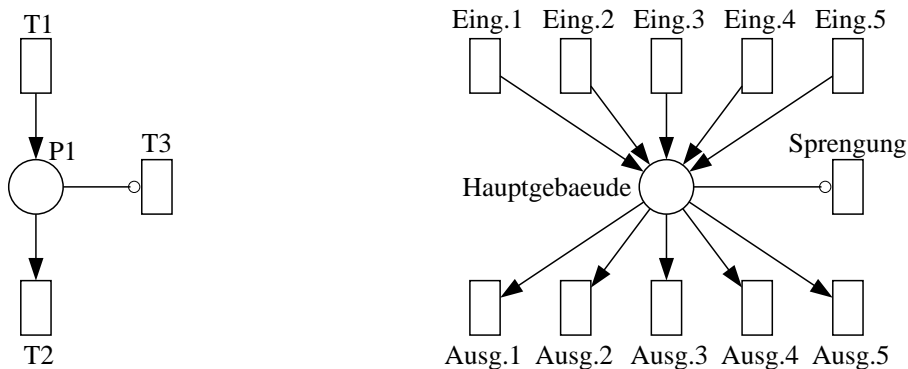 T1
P1
T3
T2
Eing.1 Eing.2 Eing.3 Eing.4 Eing.5
Sprengung
Hauptgebaeude
Ausg.1 Ausg.2 Ausg.3 Ausg.4 Ausg.5